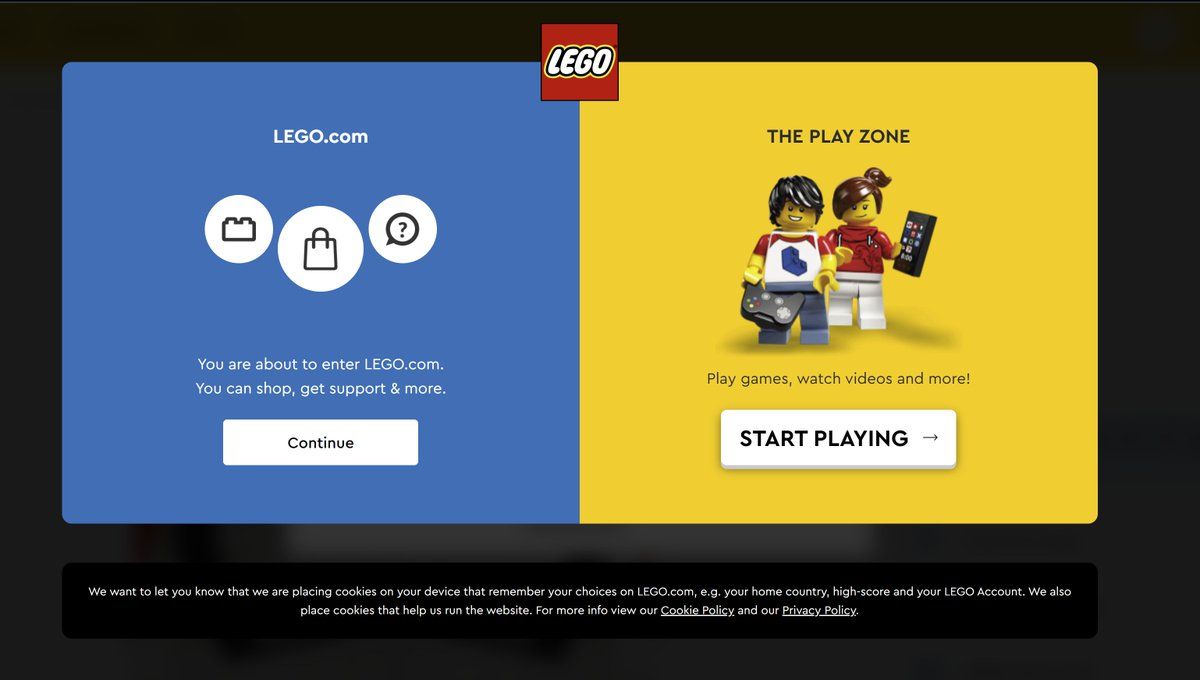 LEGO
LEGO.com
You are about to enter LEGO.com.
You can shop, get support & more.
Continue
THE PLAY ZONE
Play games, watch videos and more!
START PLAYING →
We want to let you know that we are placing cookies on your device that remember your choices on LEGO.com, e.g. your home country, high-score and your LEGO Account. We also
place cookies that help us run the website. For more info view our Cookie Policy and our Privacy Policy.